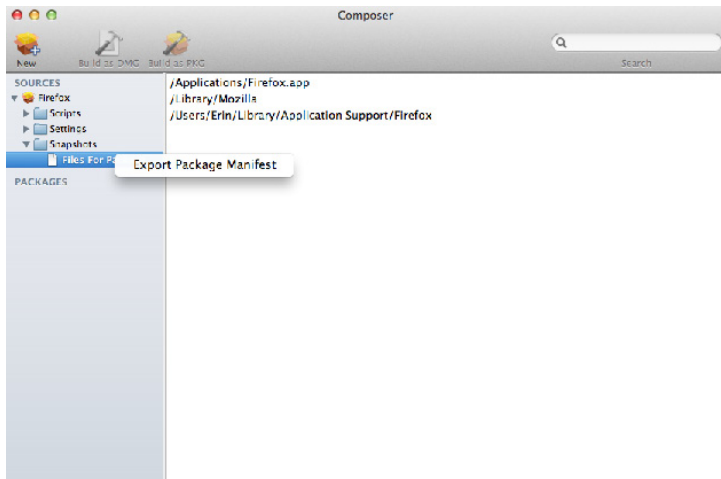 Composer
New
Build as DMG
Build as PKG
Search
SOURCES
Firefox
Scripts
Settings
Snapshots
Files For
Export Package Manifest
PACKAGES
/Applications/Firefox.app
/Library/Mozilla
/Users/Erin/Library/Application Support/Firefox